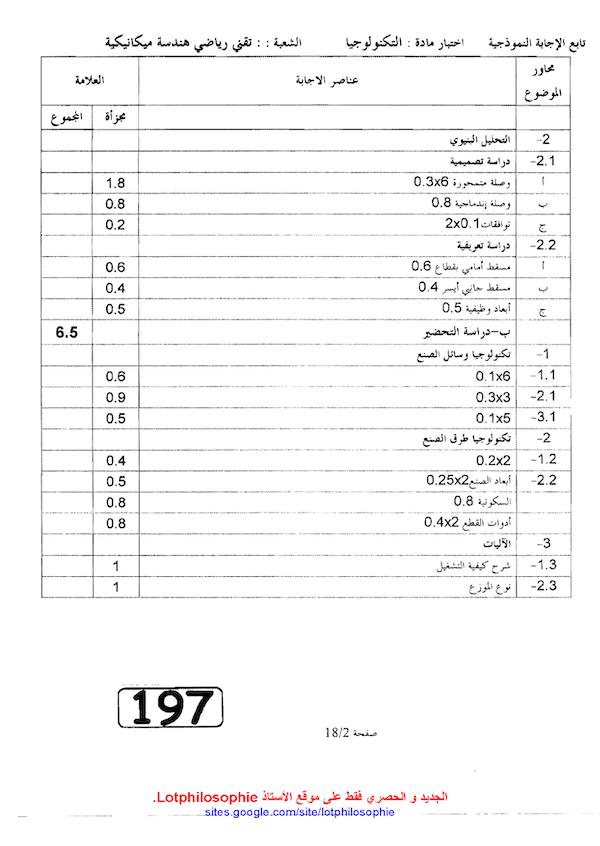 تابع الإجابة النموذجية اختبار مادة : التكنولوجيا الشعبة : : تقني رياضي هندسة ميكانيكية
محاور الموضوع عناصر الاجابة العلامة
مجزأة المجموع
2- التحليل البنيوي
2.1- دراسة تصميمية
أ وصلة متمحورة 0.3x6 1.8
ب وصلة إندماجية 0.8 0.8
ج توافقات 2x0.1 0.2
2.2- دراسة تعريفية
أ مسقط أمامي بقطاع 0.6 0.6
ب مسقط جانبي أيسر 0.4 0.4
ج أبعاد وظيفية 0.5 0.5
ب-دراسة التحضير 6.5
1- تكنولوجيا وسائل الصنع
1.1- 0.1x6 0.6
2.1- 0.3x3 0.9
3.1- 0.1x5 0.5
2- تكنولوجيا طرق الصنع
1.2- 0.2x2 0.4
2.2- أبعاد الصنع 0.25x2 0.5
السكونية 0.8 0.8
أدوات القطع 0.4x2 0.8
3- الآليات
1.3- شرح كيفية التشغيل 1
2.3- نوع الموزع 1
197
صفحة 18/2
الجديد و الحصري فقط على موقع الأستاذ Lotphilosophie.
sites.google.com/site/lotphilosophie